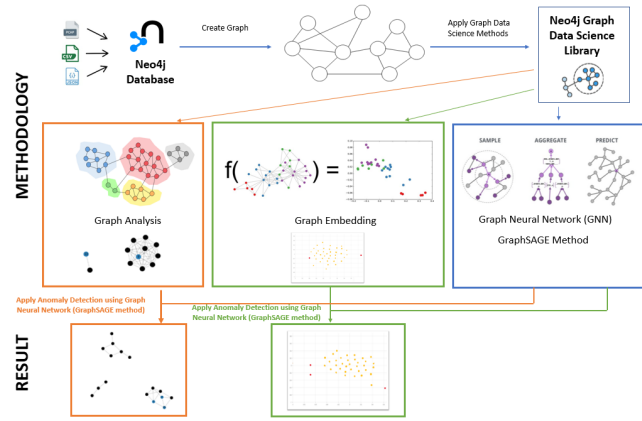 METHODOLOGY
CSV
Neo4j
Database
Create Graph
Apply Graph Data
Science Methods
Neo4j Graph
Data Science
Library
Graph Analysis
f( ) =
Graph Embedding
SAMPLE
AGGREGATE
PREDICT
Graph Neural Network (GNN)
GraphSAGE Method
Apply Anomaly Detection using Graph
Neural Network (GraphSAGE method)
Apply Anomaly Detection using Graph
Neural Network (GraphSAGE method)
RESULT